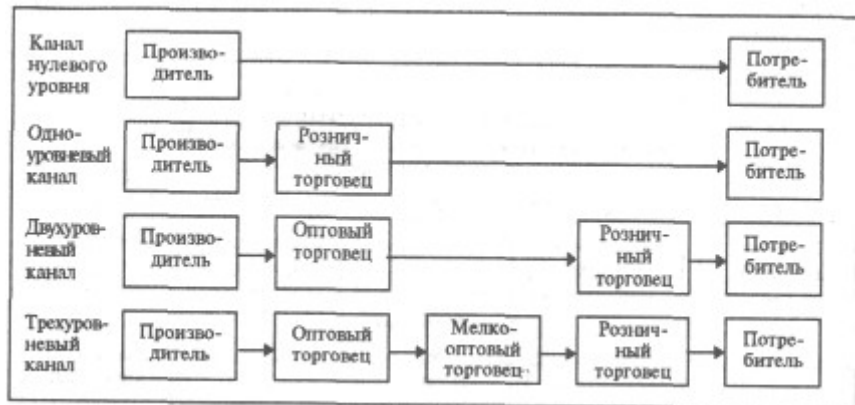 Канал
нулевого
уровня
Произво-
дитель
Потре-
битель
Одно-
уровневый
канал
Произво-
дитель
Рознич-
ный
торговец
Потре-
битель
Двухуров-
невый
канал
Произво-
дитель
Оптовый
торговец
Рознич-
ный
торговец
Потре-
битель
Трехуров-
невый
канал
Произво-
дитель
Оптовый
торговец
Мелко-
оптовый
торговец
Рознич-
ный
торговец
Потре-
битель